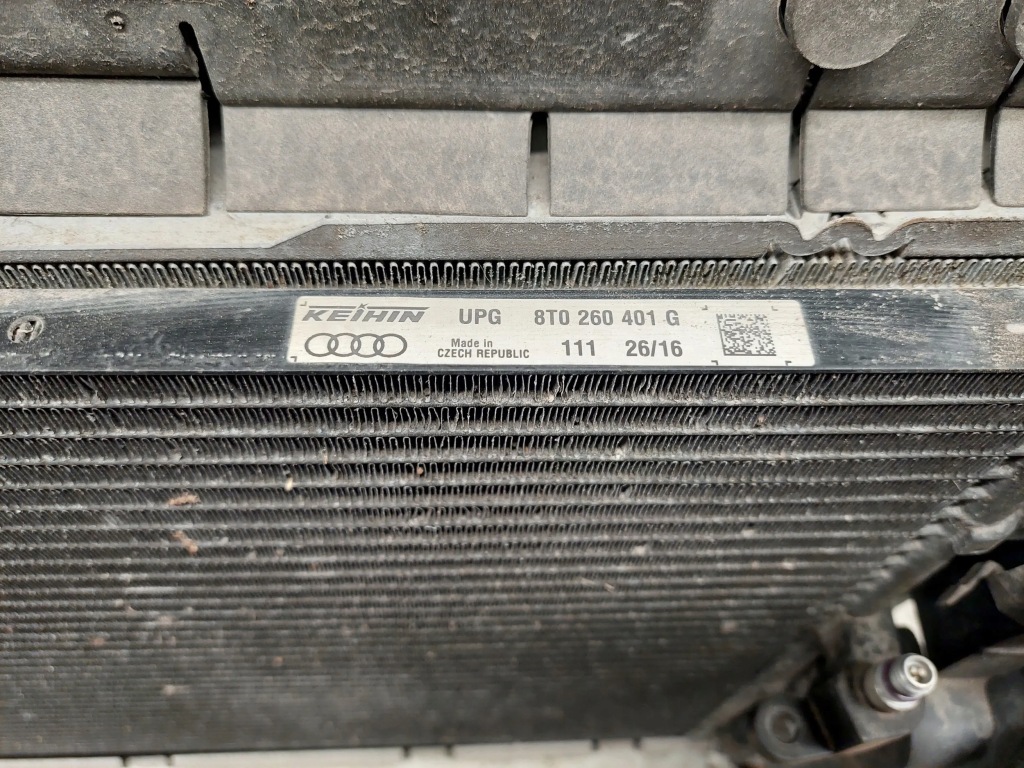 KEIHIN UPG 8T0 260 401 G
Made in
CZECH REPUBLIC 111 26/16